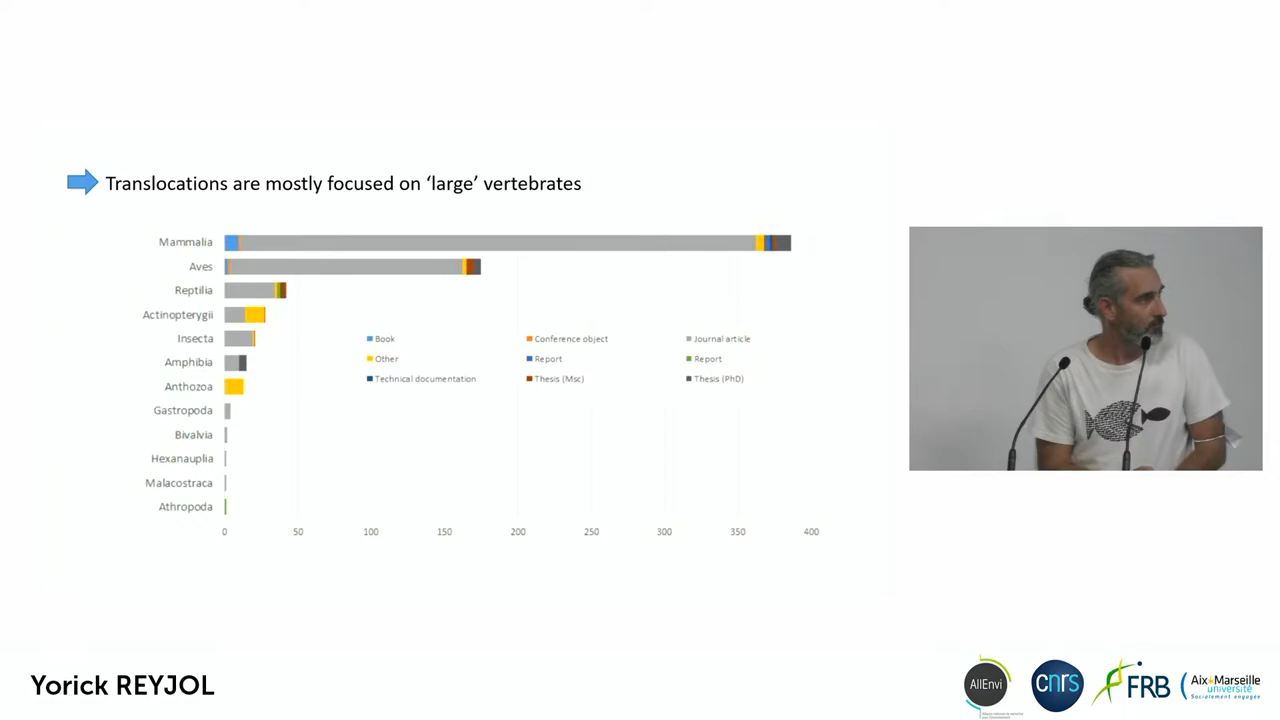 Translocations are mostly focused on ‘large’ vertebrates
Mammalia
Aves
Reptilia
Actinopterygii
Insecta
Amphibia
Anthozoa
Gastropoda
Bivalvia
Hexanauplia
Malacostraca
Athropoda
Book
Conference object
Journal article
Other
Report
Report
Technical documentation
Thesis (Msc)
Thesis (PhD)
0 50 100 150 200 250 300 350 400
Yorick REYJOL
AllEnvi
cnrs
FRB
Aix Marseille
université
Socialement engagée